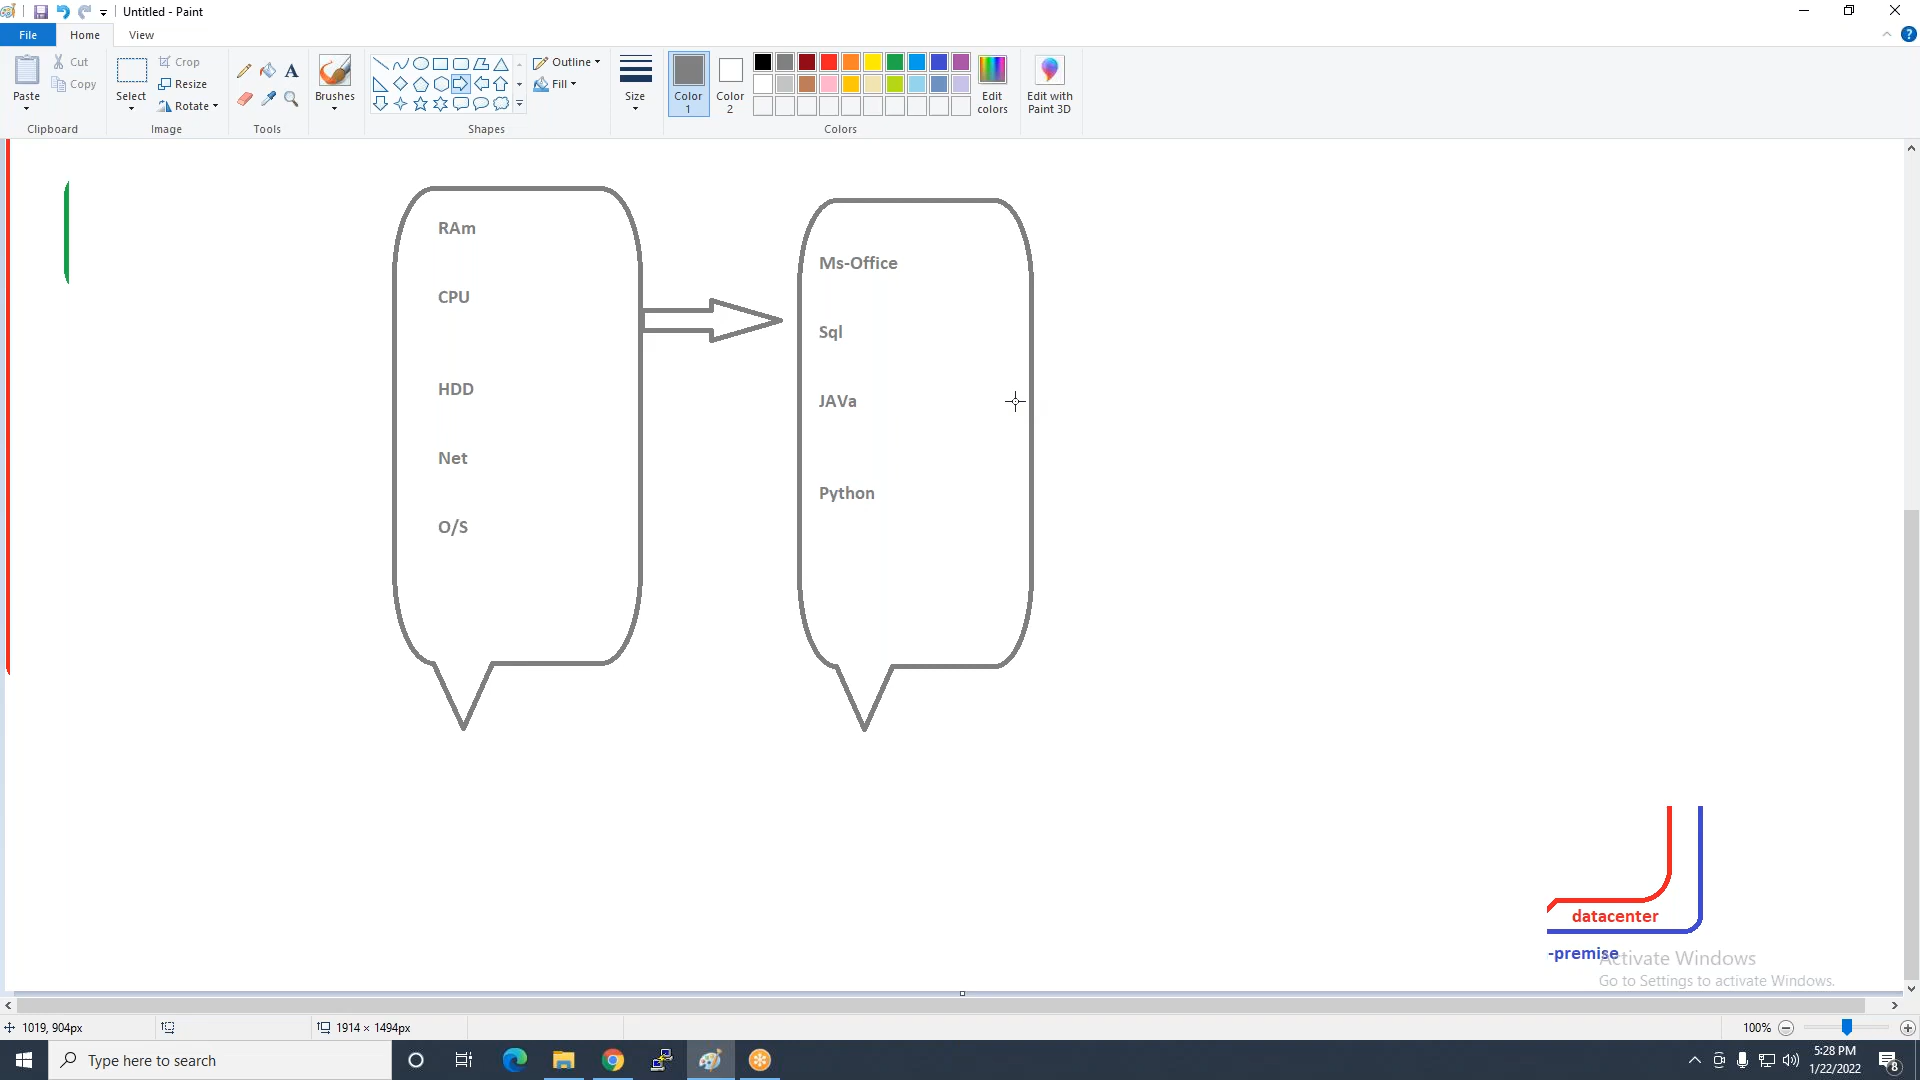 Untitled - Paint
File
Home
View
Paste
Cut
Copy
Clipboard
Select
Crop
Resize
Rotate
Image
A
Tools
Brushes
Outline
Fill
Shapes
Size
Color 1
Color 2
Edit colors
Edit with Paint 3D
Colors
RAm
CPU
HDD
Net
O/S
Ms-Office
Sql
JAVa
Python
datacenter
-premise
Activate Windows
Go to Settings to activate Windows.
1019, 904px
1914 × 1494px
100%
Type here to search
5:28 PM
1/22/2022
8